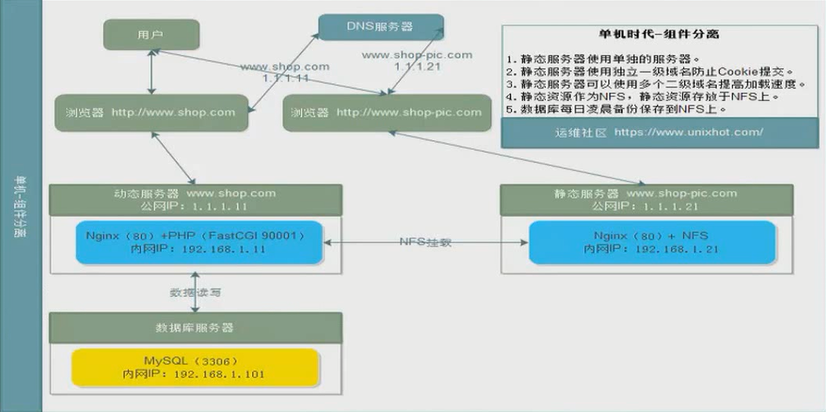 用户
DNS服务器
www.shop.com
1.1.1.11
www.shop-pic.com
1.1.1.21
单机时代-组件分离
1. 静态服务器使用单独的服务器。
2. 静态服务器使用独立一级域名防止Cookie提交。
3. 静态服务器可以使用多个二级域名提高加载速度。
4. 静态资源作为NFS，静态资源存放于NFS上。
5. 数据库每日凌晨备份保存到NFS上。
运维社区 https://www.unixhot.com/
浏览器 http://www.shop.com
浏览器 http://www.shop-pic.com
单机-组件分离
动态服务器 www.shop.com
公网IP：1.1.1.11
Nginx（80）+PHP（FastCGI 90001）
内网IP：192.168.1.11
NFS挂载
静态服务器 www.shop-pic.com
公网IP：1.1.1.21
Nginx（80）+ NFS
内网IP：192.168.1.21
数据读写
数据库服务器
MySQL（3306）
内网IP：192.168.1.101